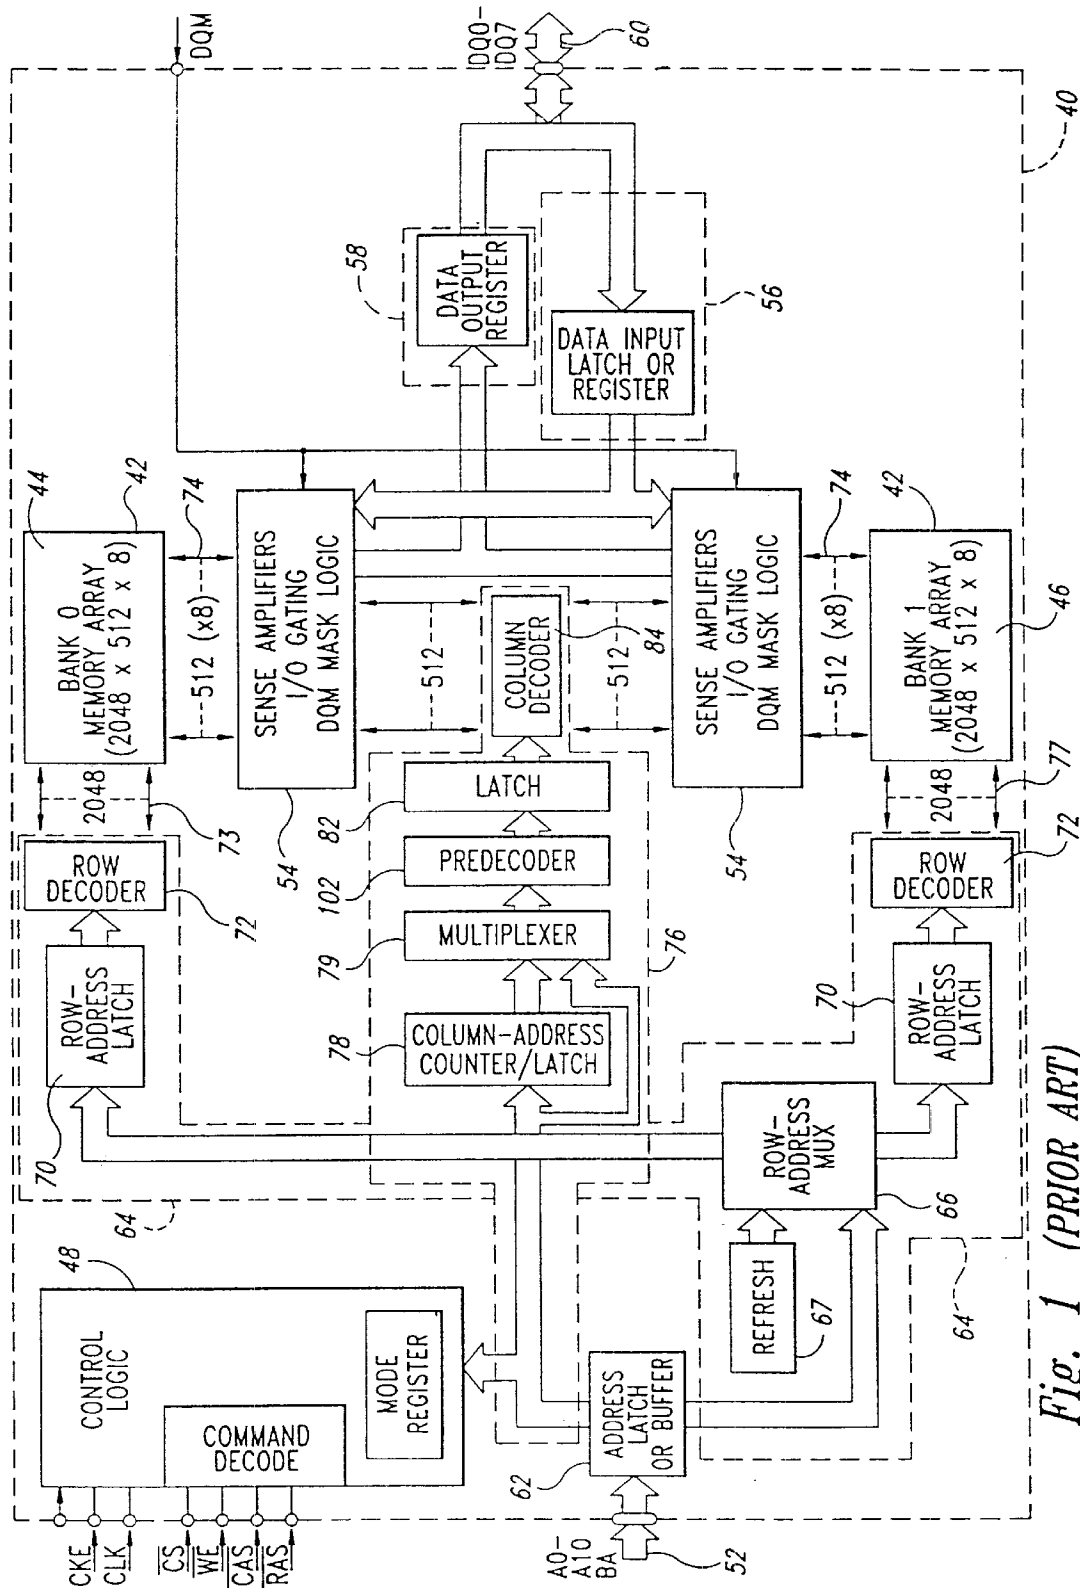 DQM
DQ0-
DQ7
60
40
44
42
BANK 0
MEMORY ARRAY
(2048 x 512 x 8)
74
512 (x8)
2048
73
ROW
DECODER
72
ROW-
ADDRESS
LATCH
70
64
48
CONTROL
LOGIC
COMMAND
DECODE
MODE
REGISTER
CKE
CLK
CS
WE
CAS
RAS
SENSE AMPLIFIERS
I/O GATING
DQM MASK LOGIC
54
512
58
DATA
OUTPUT
REGISTER
DATA INPUT
LATCH OR
REGISTER
56
COLUMN
DECODER
84
LATCH
82
PREDECODER
102
MULTIPLEXER
79
76
COLUMN-ADDRESS
COUNTER/LATCH
78
512
SENSE AMPLIFIERS
I/O GATING
DQM MASK LOGIC
54
74
512 (x8)
42
BANK 1
MEMORY ARRAY
(2048 x 512 x 8)
46
2048
77
72
ROW
DECODER
70
ROW-
ADDRESS
LATCH
ROW-
ADDRESS
MUX
66
REFRESH
67
64
ADDRESS
LATCH
OR BUFFER
62
A0-
A10
BA
52
Fig. 1 (PRIOR ART)